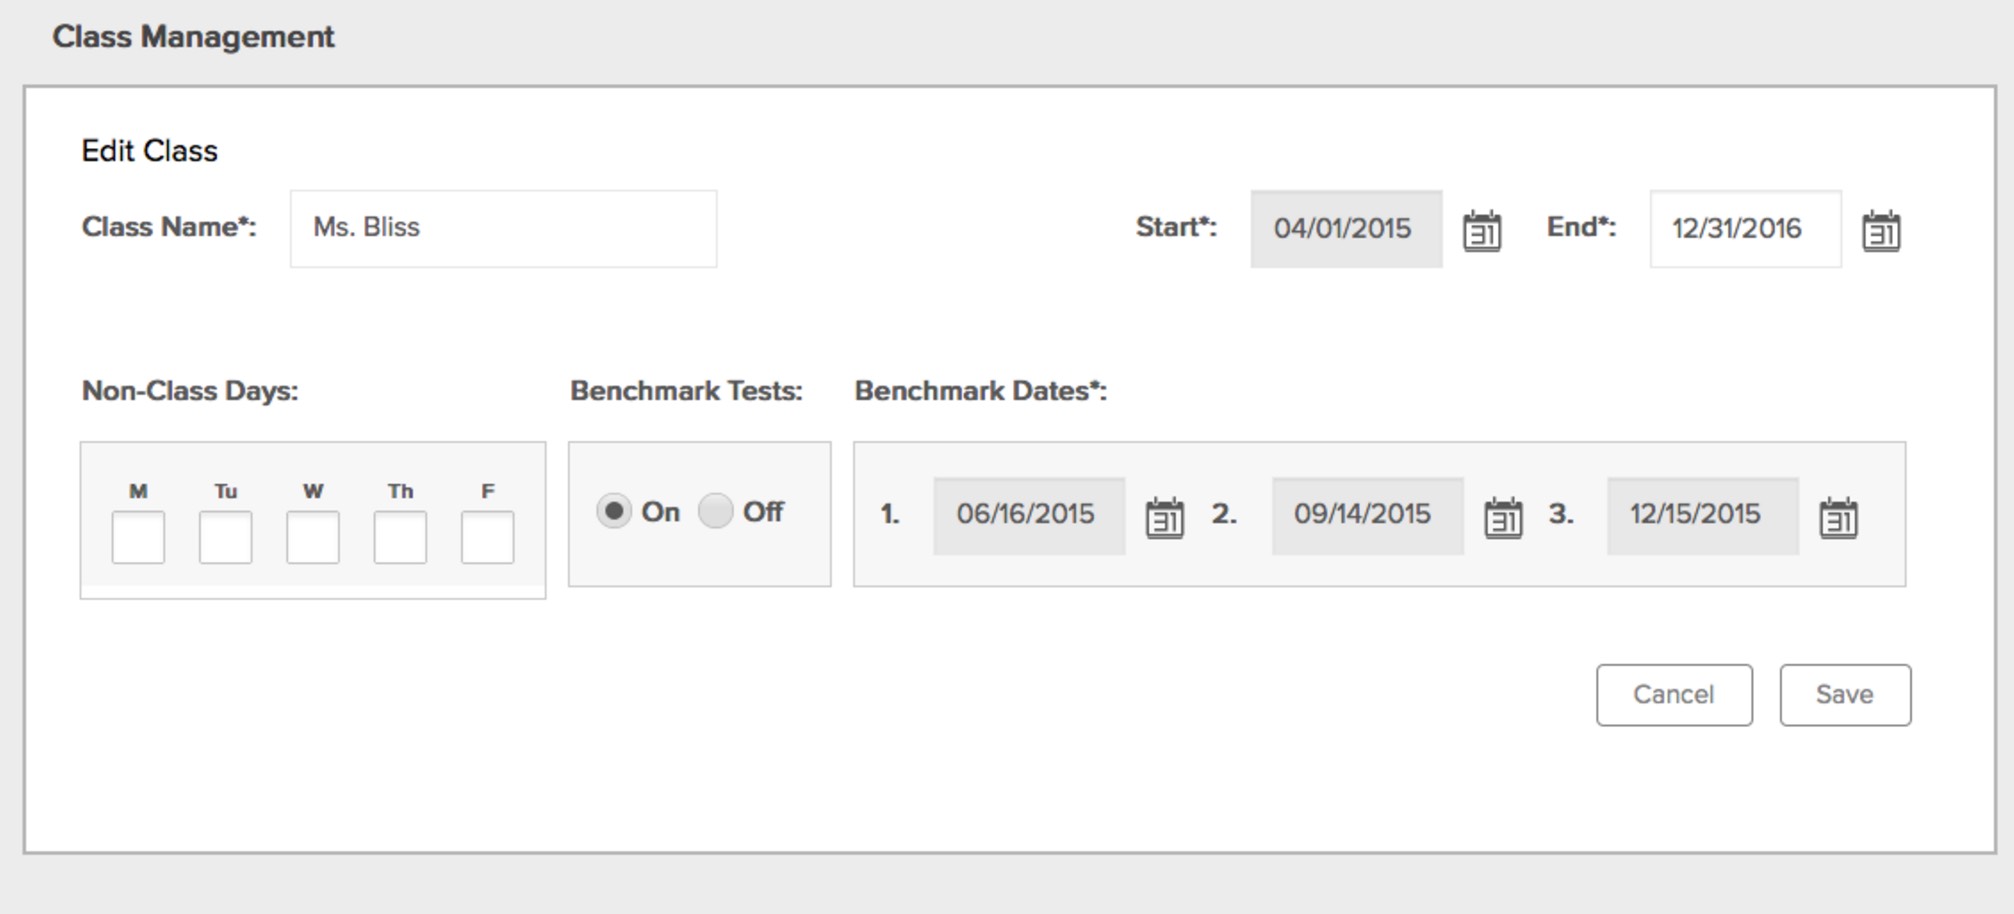 Class Management
Edit Class
Class Name*: Ms. Bliss Start*: 04/01/2015 31 End*: 12/31/2016 31
Non-Class Days: Benchmark Tests: Benchmark Dates*:
M Tu W Th F
On Off 1. 06/16/2015 31 2. 09/14/2015 31 3. 12/15/2015 31
Cancel Save